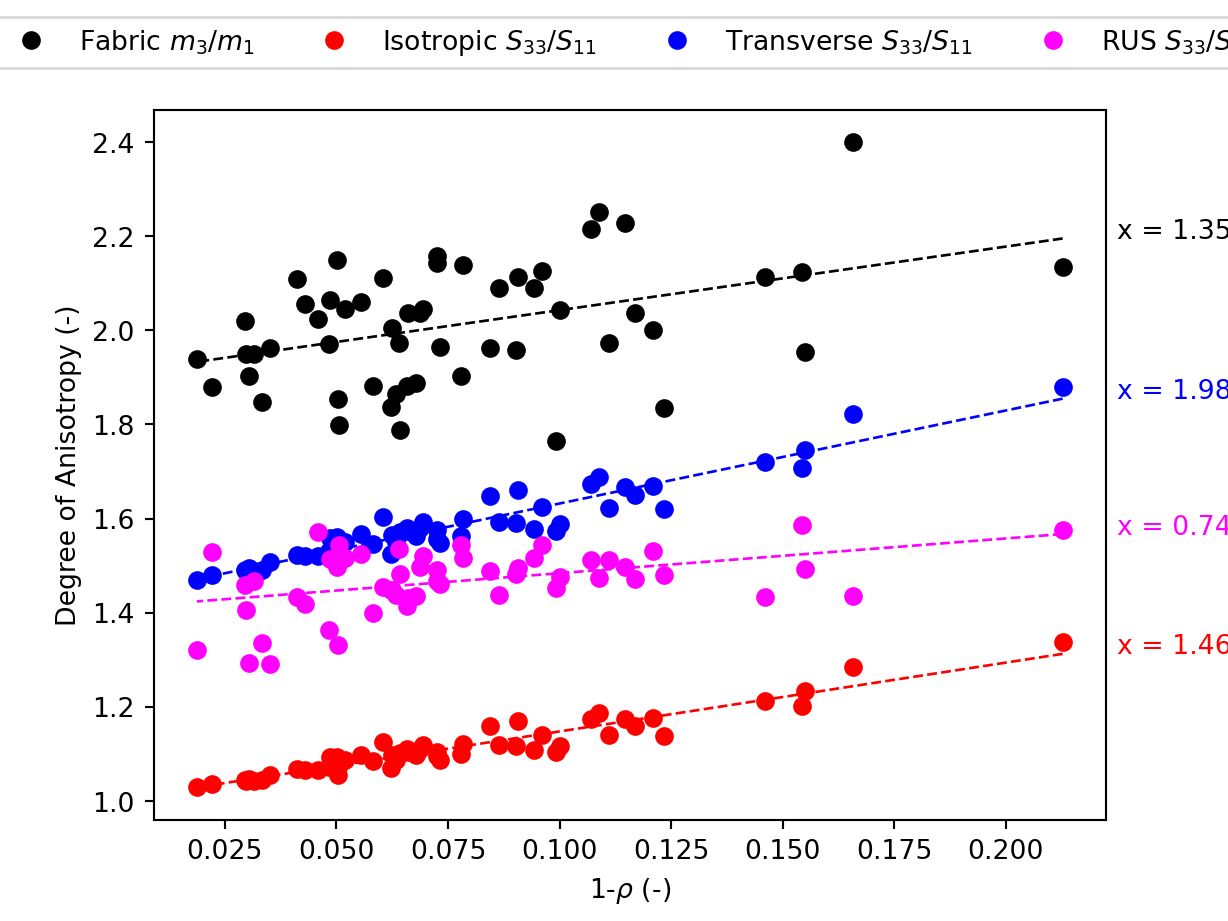 Fabric m3/m1 Isotropic S33/S11 Transverse S33/S11 RUS S33/S
2.4
2.2
2.0
1.8
1.6
1.4
1.2
1.0
Degree of Anisotropy (-)
x = 1.35
x = 1.98
x = 0.74
x = 1.46
0.025 0.050 0.075 0.100 0.125 0.150 0.175 0.200
1-ρ (-)